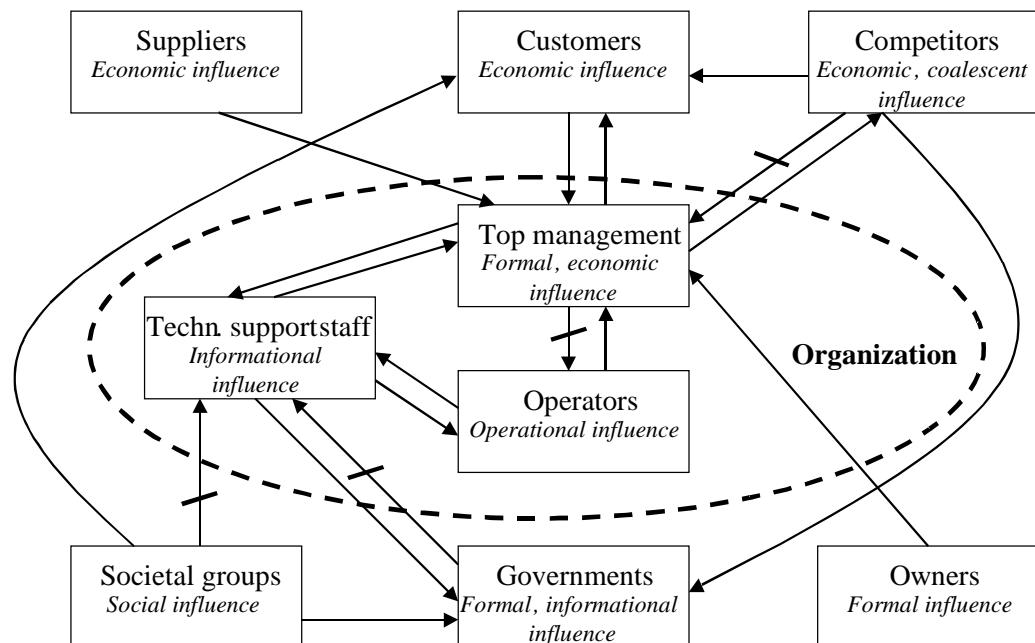 Suppliers
Economic influence
Customers
Economic influence
Competitors
Economic, coalescent
influence
Top management
Formal, economic
influence
Techn. supportstaff
Informational
influence
Organization
Operators
Operational influence
Societal groups
Social influence
Governments
Formal, informational
influence
Owners
Formal influence